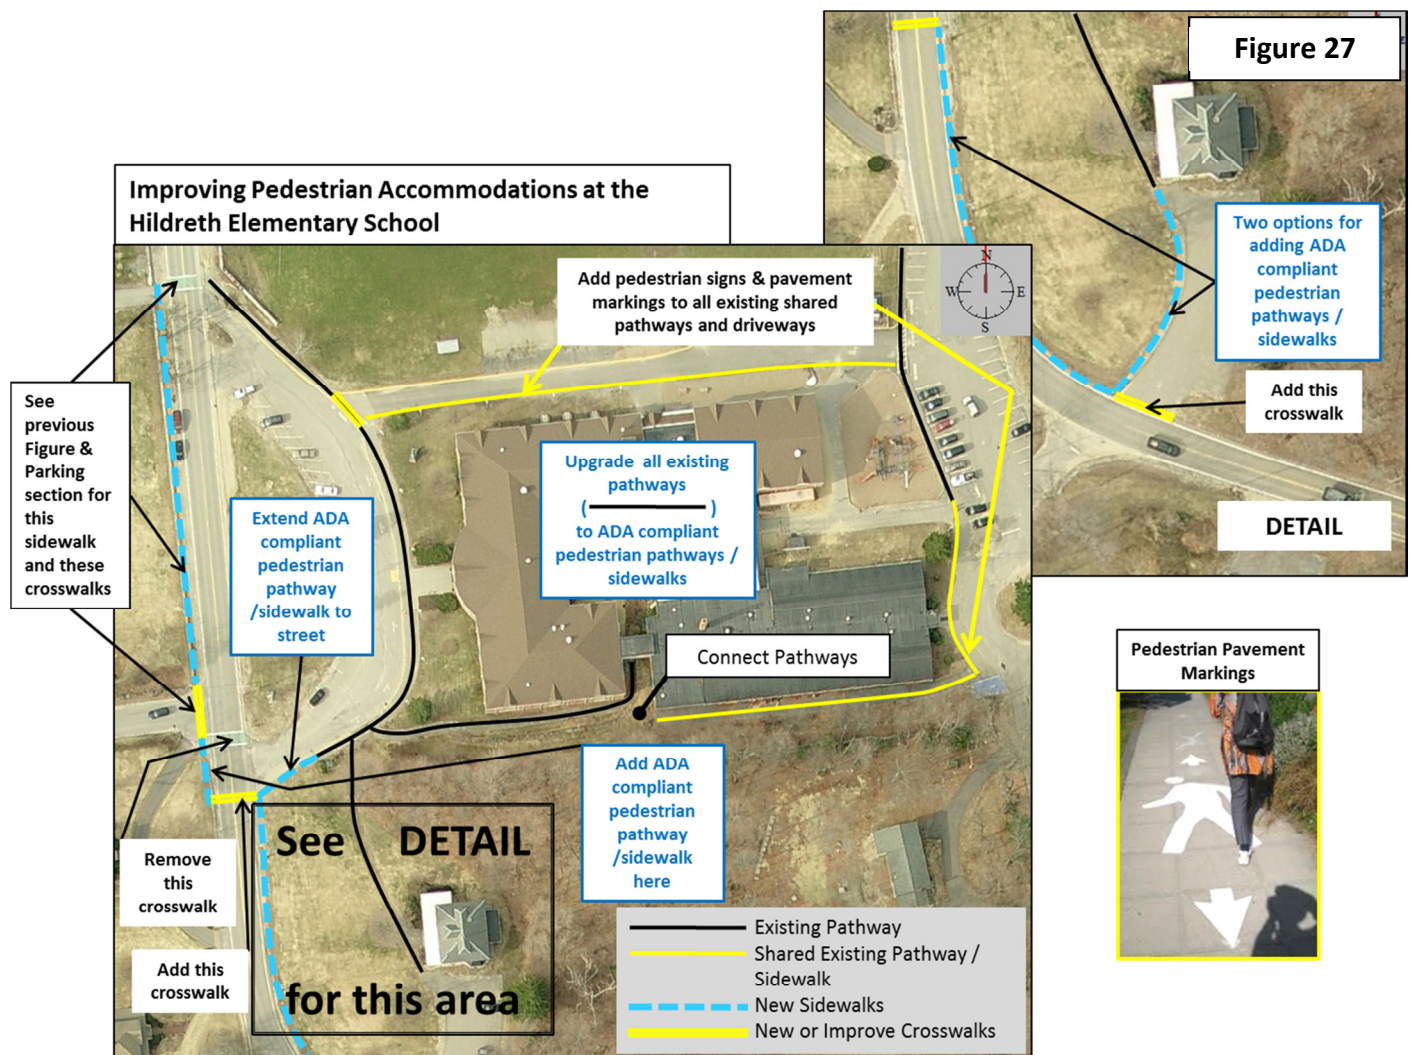 Figure 27
Improving Pedestrian Accommodations at the
Hildreth Elementary School
Add pedestrian signs & pavement
markings to all existing shared
pathways and driveways
N
W
E
S
Two options for
adding ADA
compliant
pedestrian
pathways /
sidewalks
Add this
crosswalk
DETAIL
See
previous
Figure &
Parking
section for
this
sidewalk
and these
crosswalks
Extend ADA
compliant
pedestrian
pathway
/sidewalk to
street
Upgrade all existing
pathways
( )
to ADA compliant
pedestrian pathways /
sidewalks
Connect Pathways
Pedestrian Pavement
Markings
Add ADA
compliant
pedestrian
pathway
/sidewalk
here
Remove
this
crosswalk
Add this
crosswalk
See DETAIL
for this area
Existing Pathway
Shared Existing Pathway /
Sidewalk
New Sidewalks
New or Improve Crosswalks